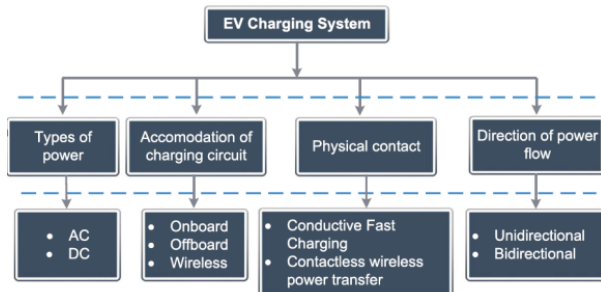 EV Charging System
Types of
power
Accomodation of
charging circuit
Physical contact
Direction of power
flow
• AC
• DC
• Onboard
• Offboard
• Wireless
• Conductive Fast
Charging
• Contactless wireless
power transfer
• Unidirectional
• Bidirectional